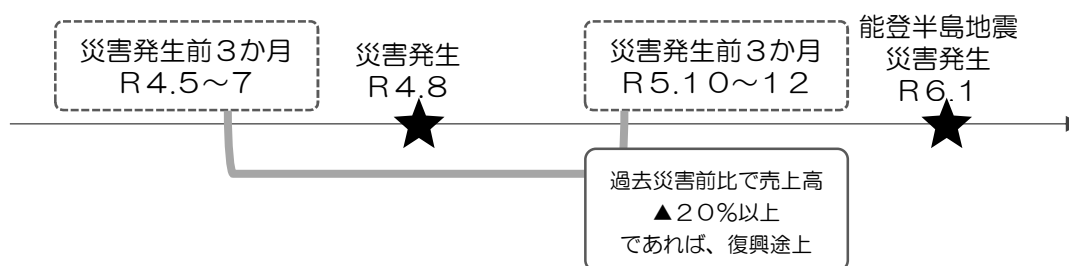 災害発生前３か月
Ｒ４.５～７
災害発生
Ｒ４.８
災害発生前３か月
Ｒ５.１０～１２
能登半島地震
災害発生
Ｒ６.１
過去災害前比で売上高
▲２０％以上
であれば、復興途上